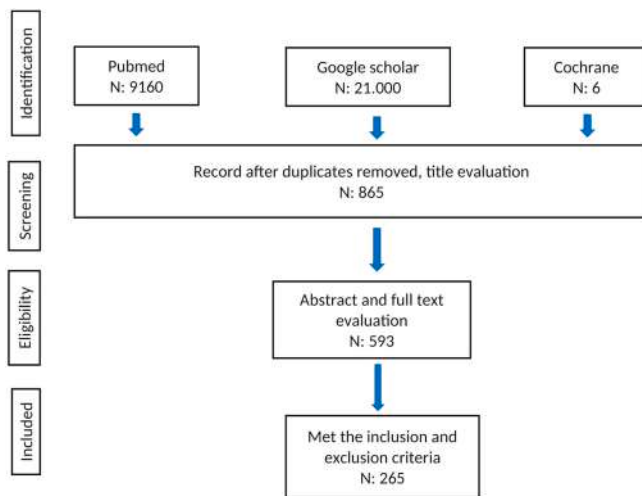 Identification
Pubmed
N: 9160
Google scholar
N: 21.000
Cochrane
N: 6
Screening
Record after duplicates removed, title evaluation
N: 865
Eligibility
Abstract and full text
evaluation
N: 593
Included
Met the inclusion and
exclusion criteria
N: 265